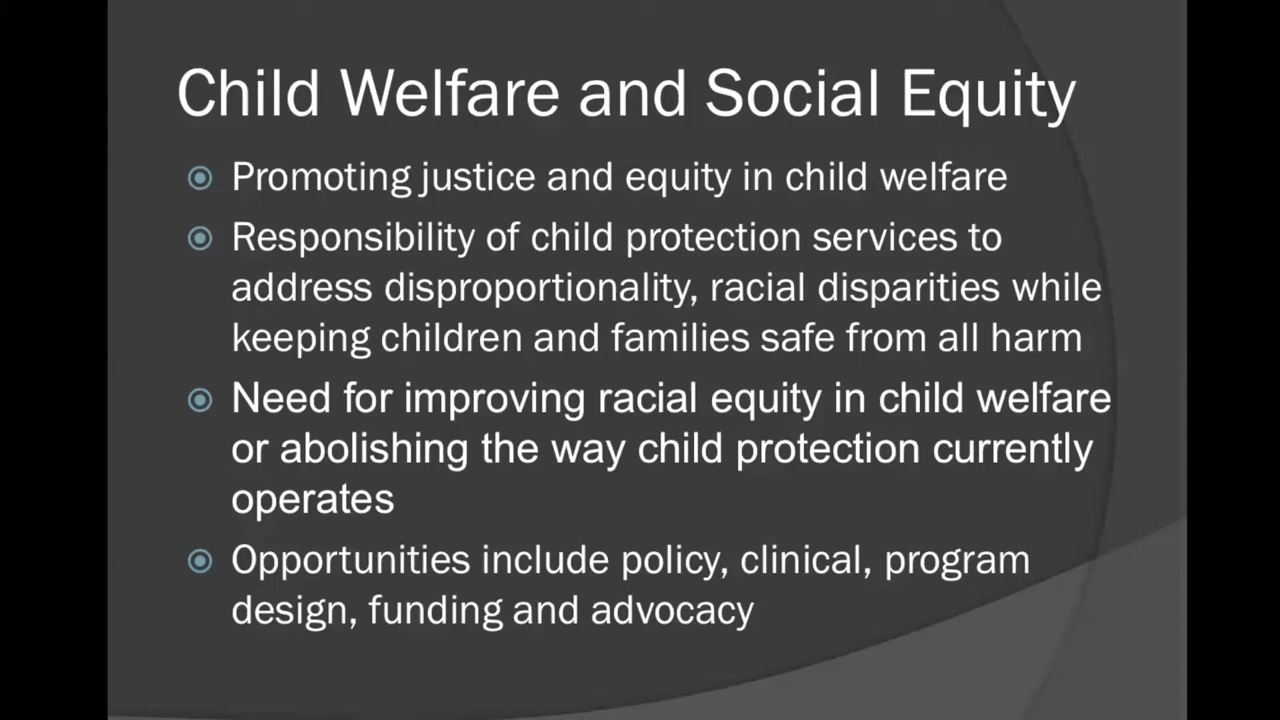 Child Welfare and Social Equity
Promoting justice and equity in child welfare
Responsibility of child protection services to
address disproportionality, racial disparities while
keeping children and families safe from all harm
Need for improving racial equity in child welfare
or abolishing the way child protection currently
operates
Opportunities include policy, clinical, program
design, funding and advocacy